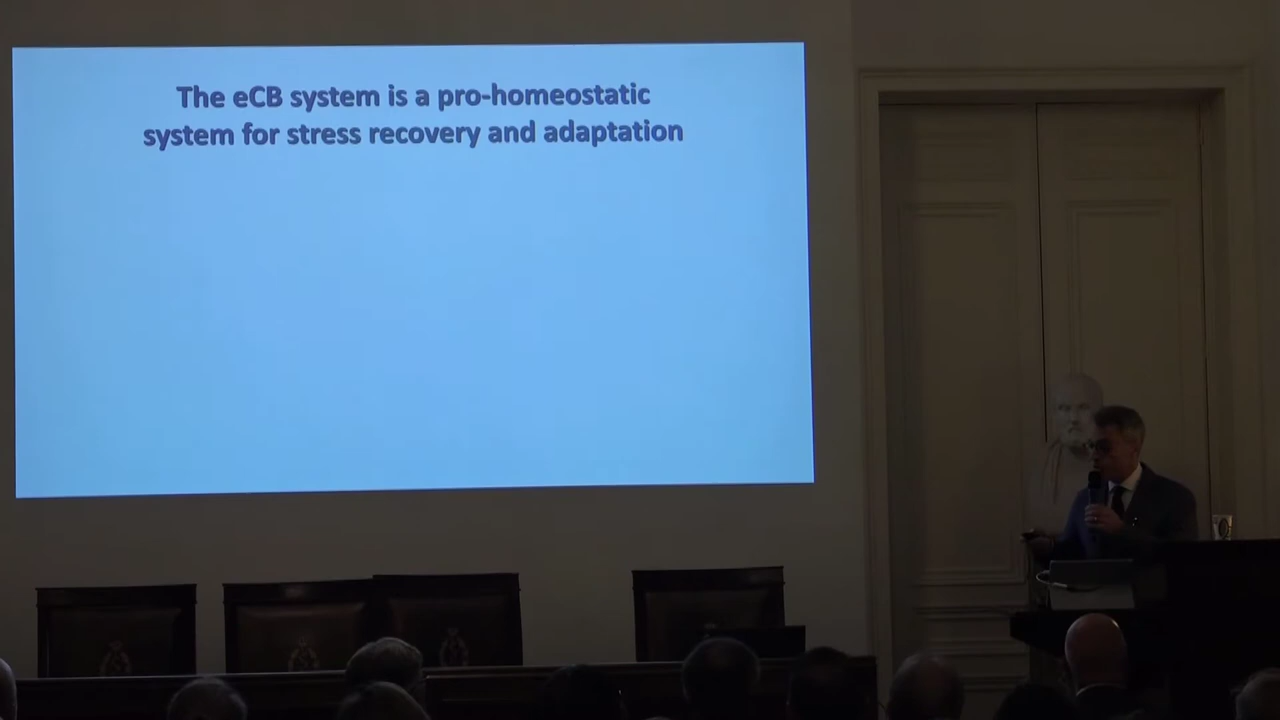 The eCB system is a pro-homeostatic
system for stress recovery and adaptation